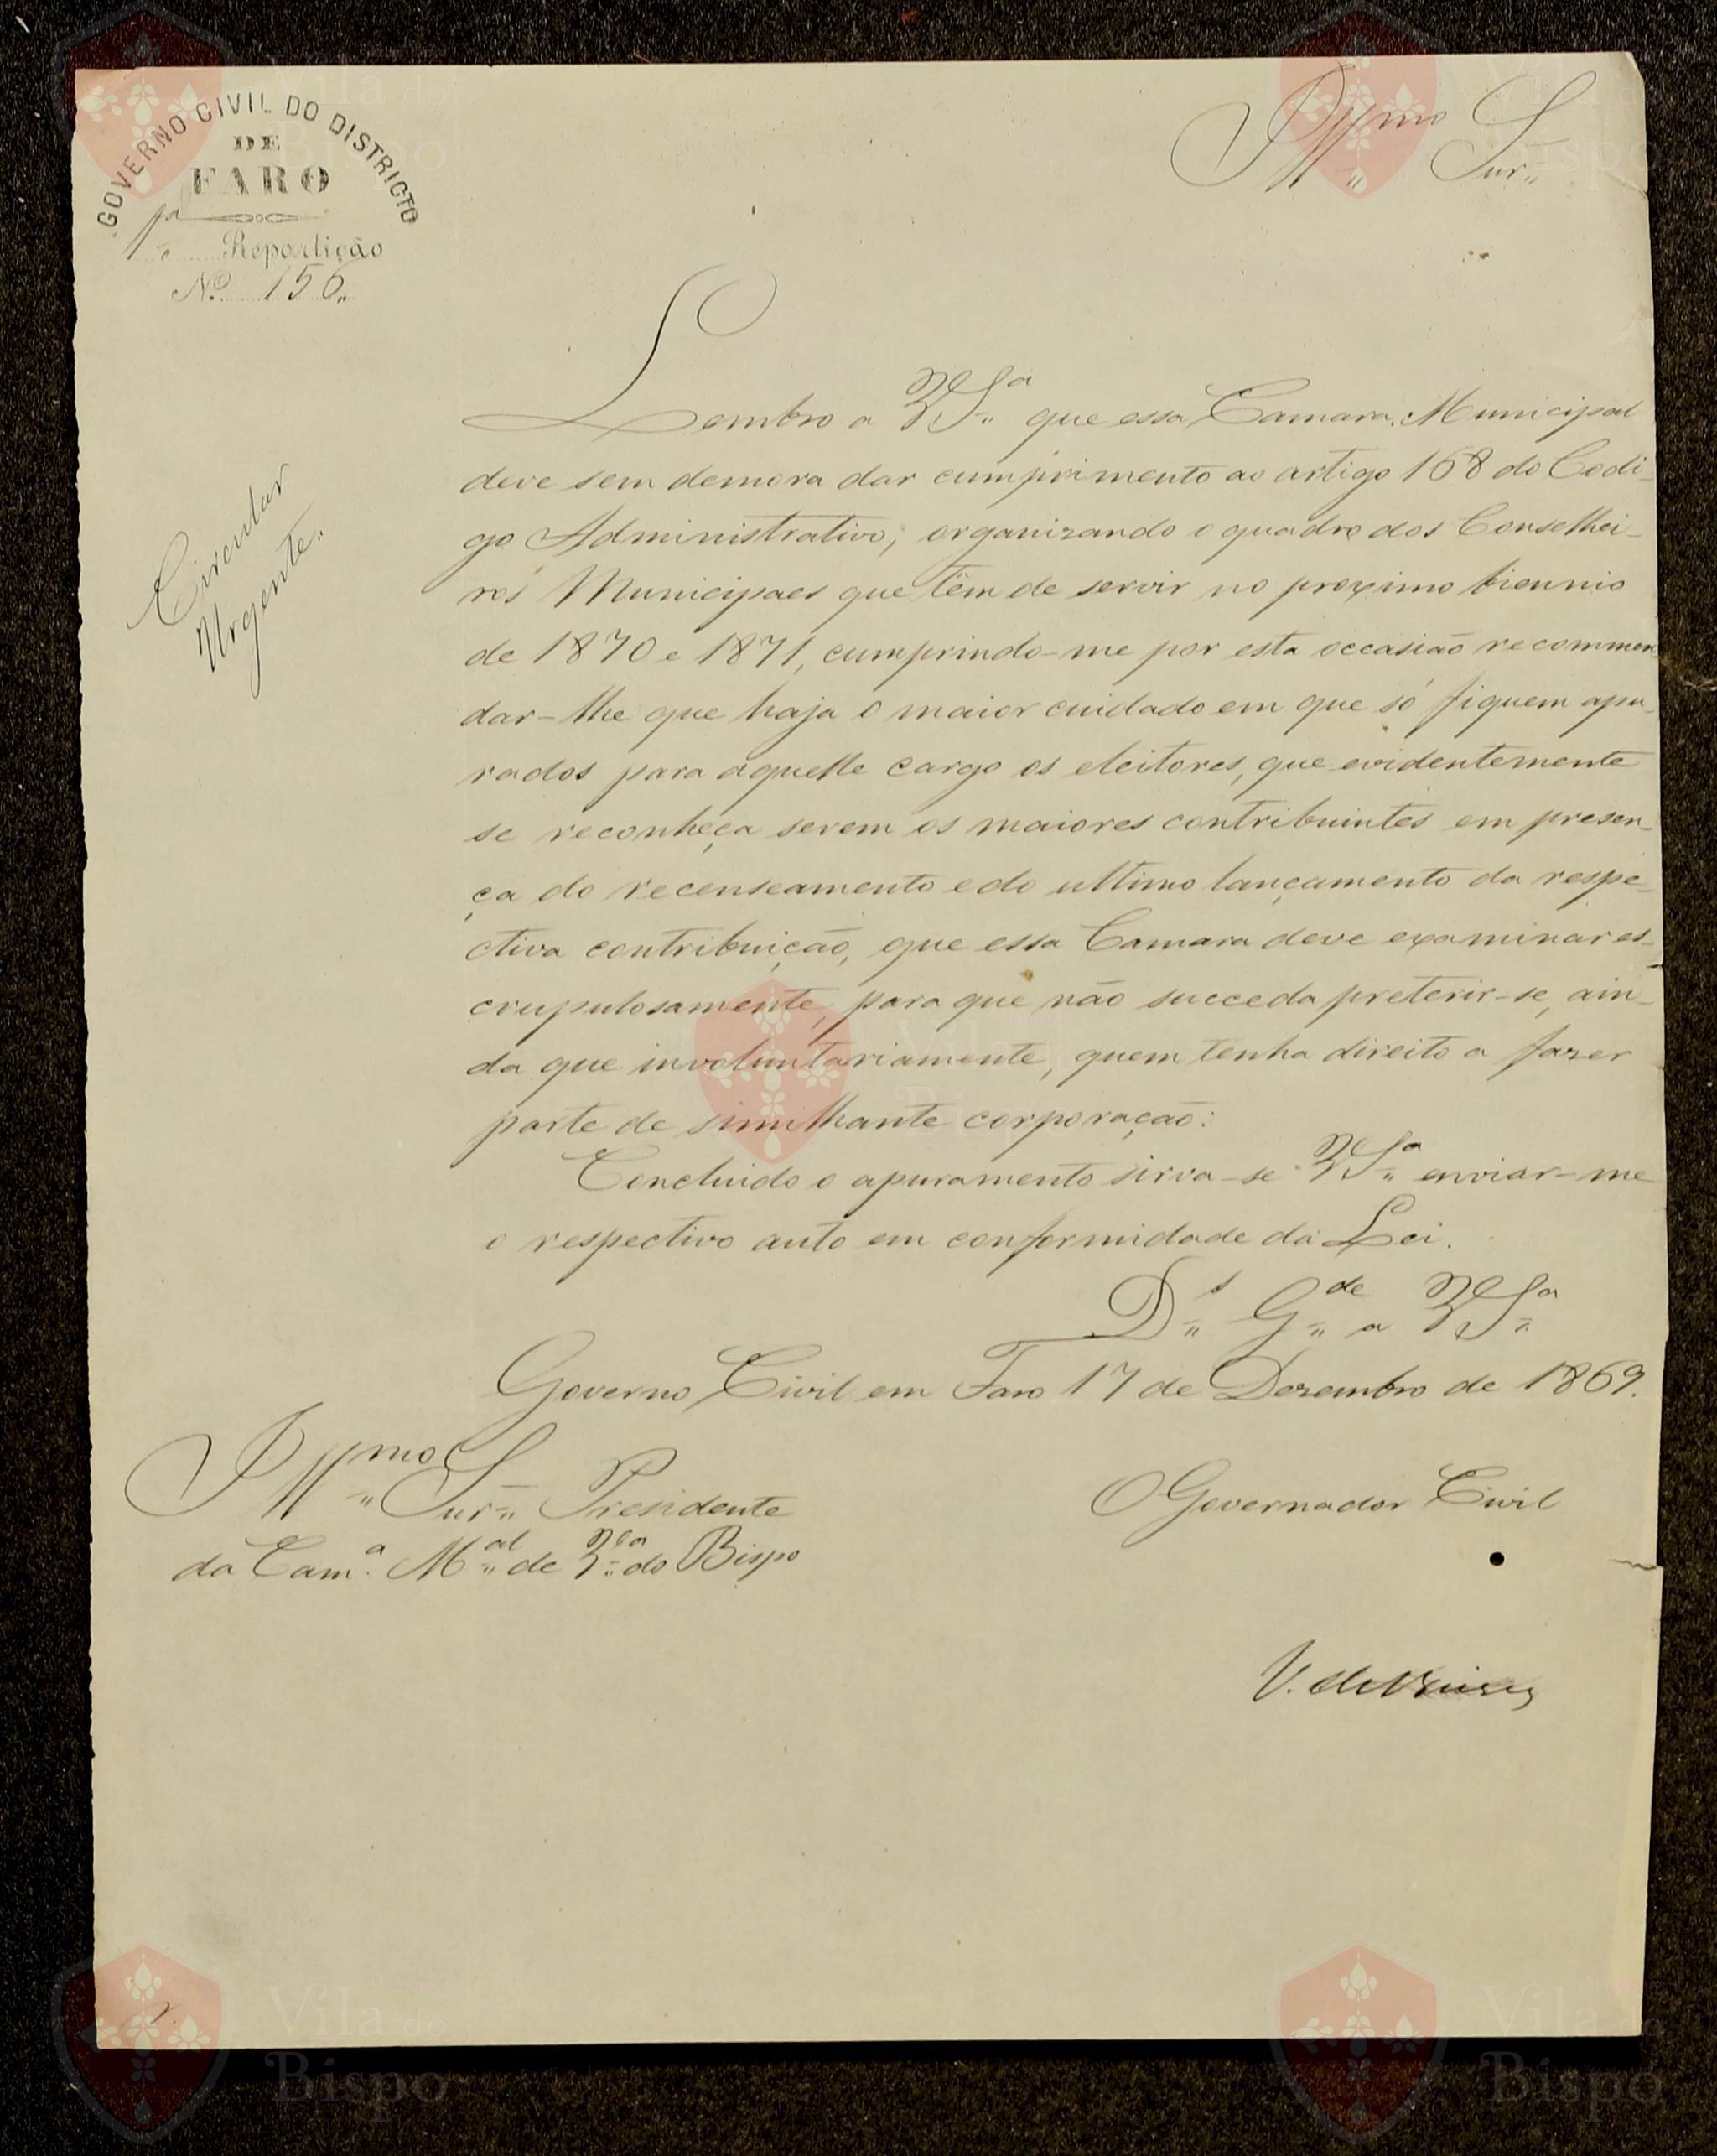 GOVERNO CIVIL DO DISTRICTO
DE
FARO
1ª Repartição
Nº 156
Illmo Snr
Circular
Urgente
Lembro a V Sª que essa Camara Municipal
deve sem demora dar cumprimento ao artigo 168 do Codi-
go Administrativo, organizando o quadro dos Conselhei-
ros Municipaes que têm de servir no proximo biennio
de 1870 e 1871, cumprindo-me por esta occasião recommen
dar-lhe que haja o maior cuidado em que só fiquem apu-
rados para aquelle cargo os eleitores, que evidentemente
se reconheça serem os maiores contribuintes em presen-
ça do recenseamento e do ultimo lançamento da respe-
ctiva contribuição, que essa Camara deve examinar es-
crupulosamente, para que não succeda preterir-se, ain-
da que involuntariamente, quem tenha direito a fazer
parte de similhante corporação:
Concluido o apuramento sirva-se V Sª enviar-me
o respectivo auto em conformidade da Lei.
Ds Gde a V Sª
Governo Civil em Faro 17 de Dezembro de 1869.
Illmo Snr Presidente
da Camª Mal de Vla do Bispo
O Governador Civil
V. de
Vila do
Bispo
Vila do
Bispo